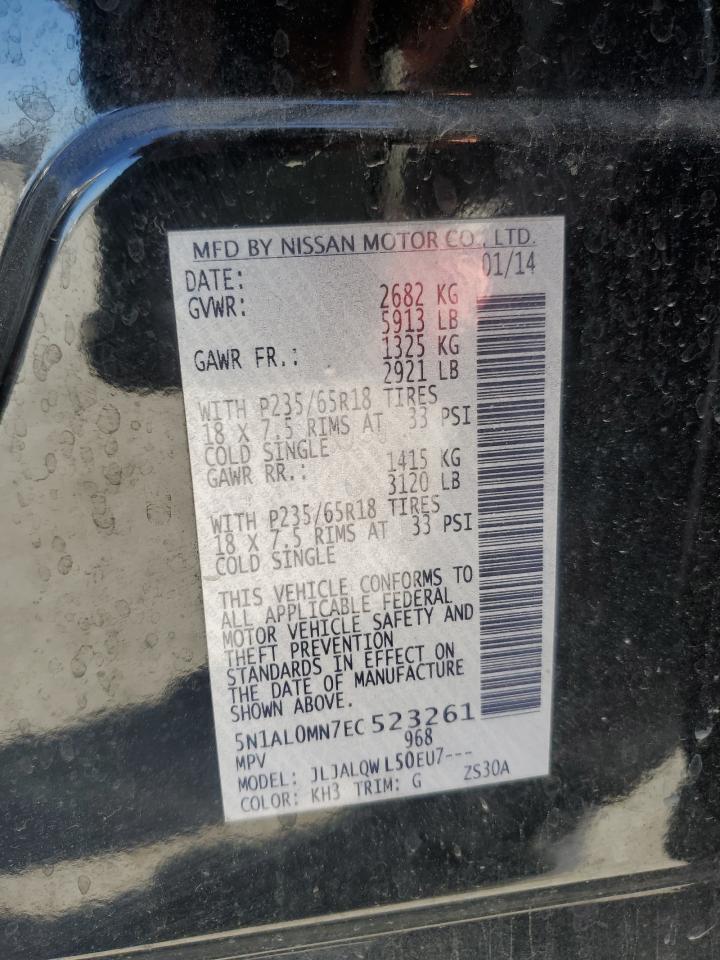 MFD BY NISSAN MOTOR CO., LTD.
DATE: 01/14
GVWR: 2682 KG
5913 LB
GAWR FR.: 1325 KG
2921 LB
WITH P235/65R18 TIRES
18 X 7.5 RIMS AT 33 PSI
COLD SINGLE
GAWR RR.: 1415 KG
3120 LB
WITH P235/65R18 TIRES
18 X 7.5 RIMS AT 33 PSI
COLD SINGLE
THIS VEHICLE CONFORMS TO
ALL APPLICABLE FEDERAL
MOTOR VEHICLE SAFETY AND
THEFT PREVENTION
STANDARDS IN EFFECT ON
THE DATE OF MANUFACTURE
SHOWN ABOVE.
5N1AL0MN7EC523261
MPV 968
MODEL: JLJALQWL50EU7---
COLOR: KH3 TRIM: G ZS30A